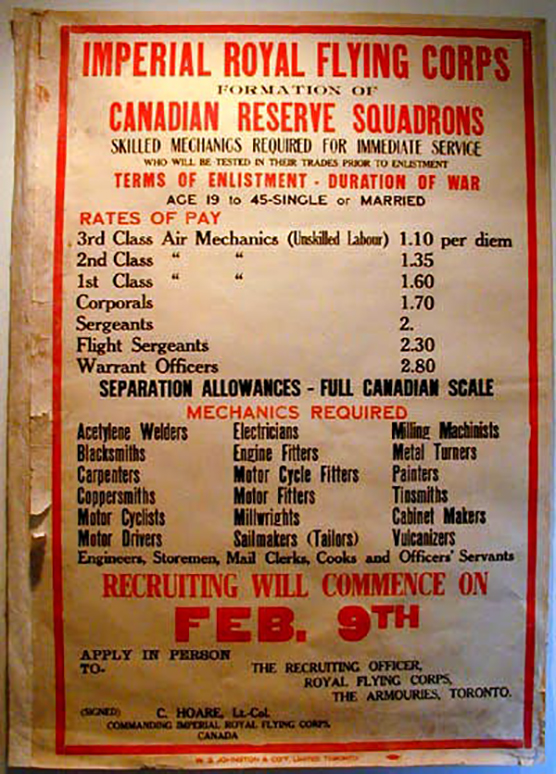 IMPERIAL ROYAL FLYING CORPS
FORMATION OF
CANADIAN RESERVE SQUADRONS
SKILLED MECHANICS REQUIRED FOR IMMEDIATE SERVICE
WHO WILL BE TESTED IN THEIR TRADES PRIOR TO ENLISTMENT
TERMS OF ENLISTMENT - DURATION OF WAR
AGE 19 to 45-SINGLE or MARRIED
RATES OF PAY
3rd Class Air Mechanics (Unskilled Labour) 1.10 per diem
2nd Class “ “ 1.35
1st Class “ “ 1.60
Corporals 1.70
Sergeants 2.
Flight Sergeants 2.30
Warrant Officers 2.80
SEPARATION ALLOWANCES - FULL CANADIAN SCALE
MECHANICS REQUIRED
Acetylene Welders Electricians Milling Machinists
Blacksmiths Engine Fitters Metal Turners
Carpenters Motor Cycle Fitters Painters
Coppersmiths Motor Fitters Tinsmiths
Motor Cyclists Millwrights Cabinet Makers
Motor Drivers Sailmakers (Tailors) Vulcanizers
Engineers, Storemen, Mail Clerks, Cooks and Officers' Servants
RECRUITING WILL COMMENCE ON
FEB. 9TH
APPLY IN PERSON
TO- THE RECRUITING OFFICER,
ROYAL FLYING CORPS,
THE ARMOURIES, TORONTO.
(SIGNED) C. HOARE, Lt.-Col.
COMMANDING IMPERIAL ROYAL FLYING CORPS,
CANADA
W. S. JOHNSTON & CO'Y, LIMITED TORONTO